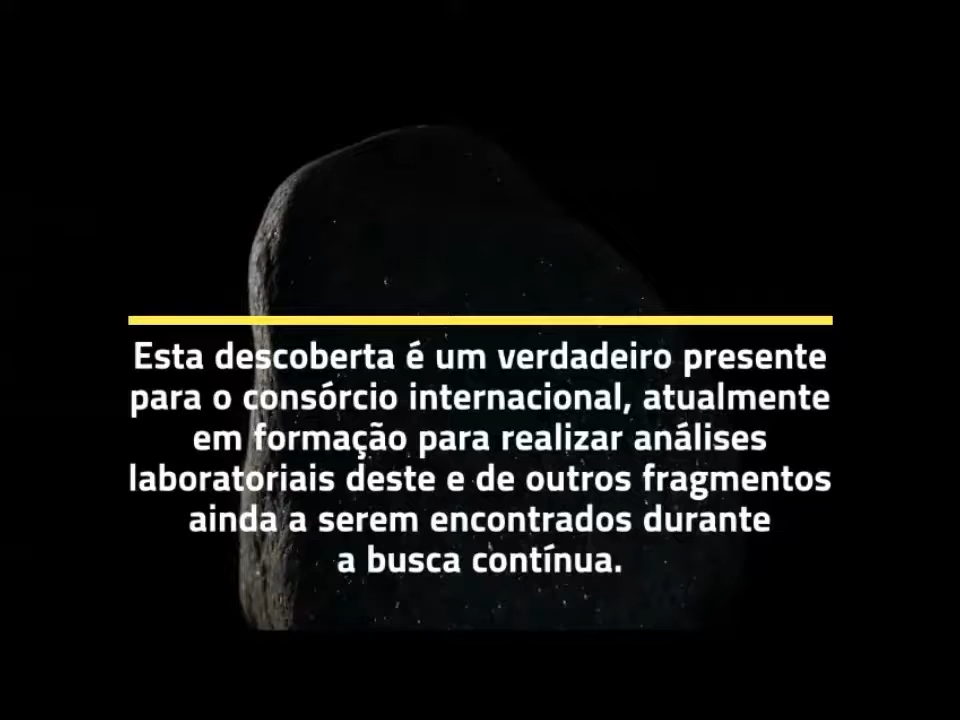 Esta descoberta é um verdadeiro presente
para o consórcio internacional, atualmente
em formação para realizar análises
laboratoriais deste e de outros fragmentos
ainda a serem encontrados durante
a busca contínua.